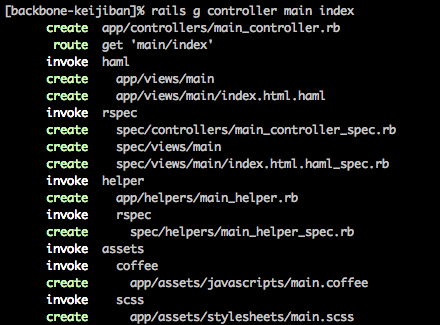 [backbone-keijiban]% rails g controller main index
create app/controllers/main_controller.rb
route get 'main/index'
invoke haml
create app/views/main
create app/views/main/index.html.haml
invoke rspec
create spec/controllers/main_controller_spec.rb
create spec/views/main
create spec/views/main/index.html.haml_spec.rb
invoke helper
create app/helpers/main_helper.rb
invoke rspec
create spec/helpers/main_helper_spec.rb
invoke assets
invoke coffee
create app/assets/javascripts/main.coffee
invoke scss
create app/assets/stylesheets/main.scss